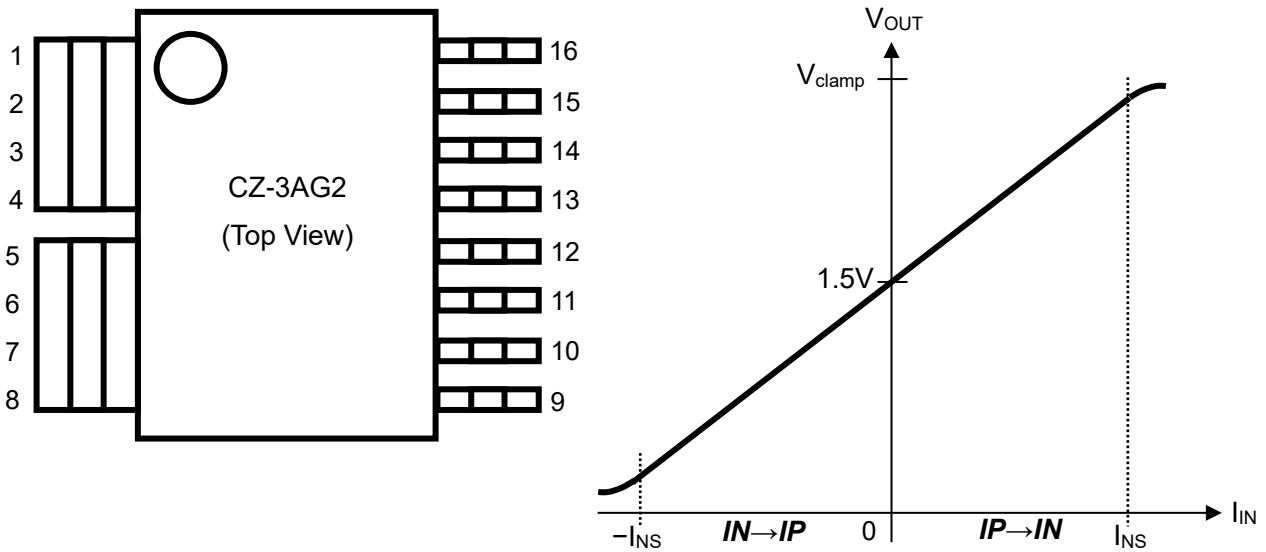 1
2
3
4
5
6
7
8
CZ-3AG2
(Top View)
16
15
14
13
12
11
10
9
VOUT
Vclamp
1.5V
IIN
−INS
IN→IP
0
IP→IN
INS